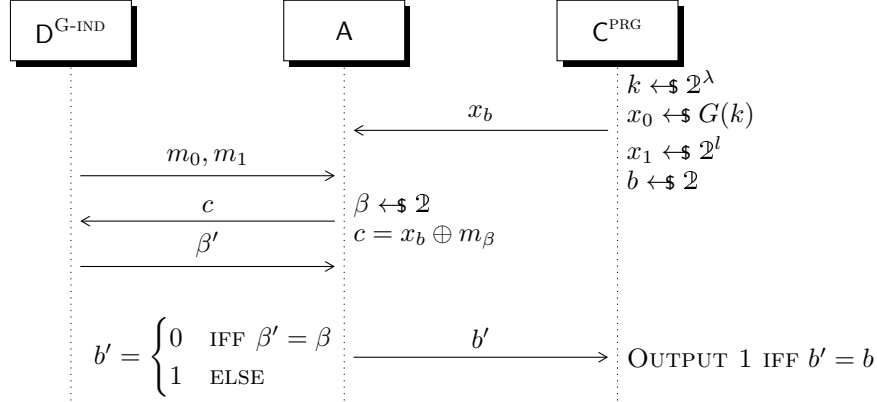 D^G-IND A C^PRG
k ←$ 𝟚^λ
x_b x_0 ←$ G(k)
x_1 ←$ 𝟚^l
m_0, m_1 b ←$ 𝟚
c β ←$ 𝟚
c = x_b ⊕ m_β
β′
b′ = { 0 IFF β′ = β
1 ELSE
b′ OUTPUT 1 IFF b′ = b